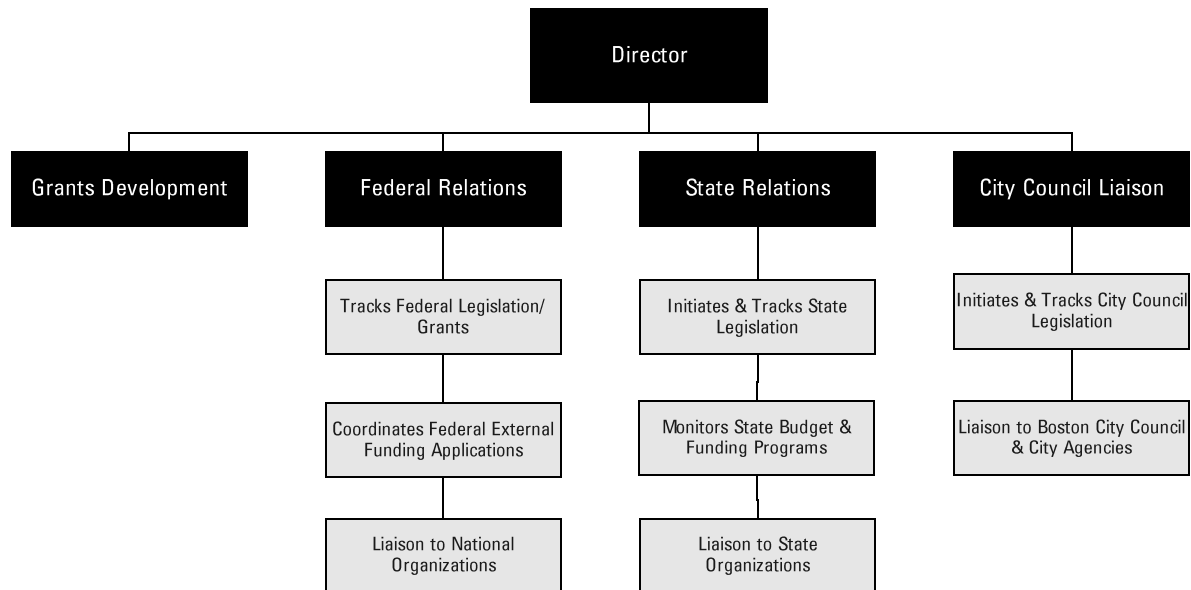 Director
Grants Development
Federal Relations
State Relations
City Council Liaison
Tracks Federal Legislation/
Grants
Initiates & Tracks State
Legislation
Initiates & Tracks City Council
Legislation
Coordinates Federal External
Funding Applications
Monitors State Budget &
Funding Programs
Liaison to Boston City Council
& City Agencies
Liaison to National
Organizations
Liaison to State
Organizations